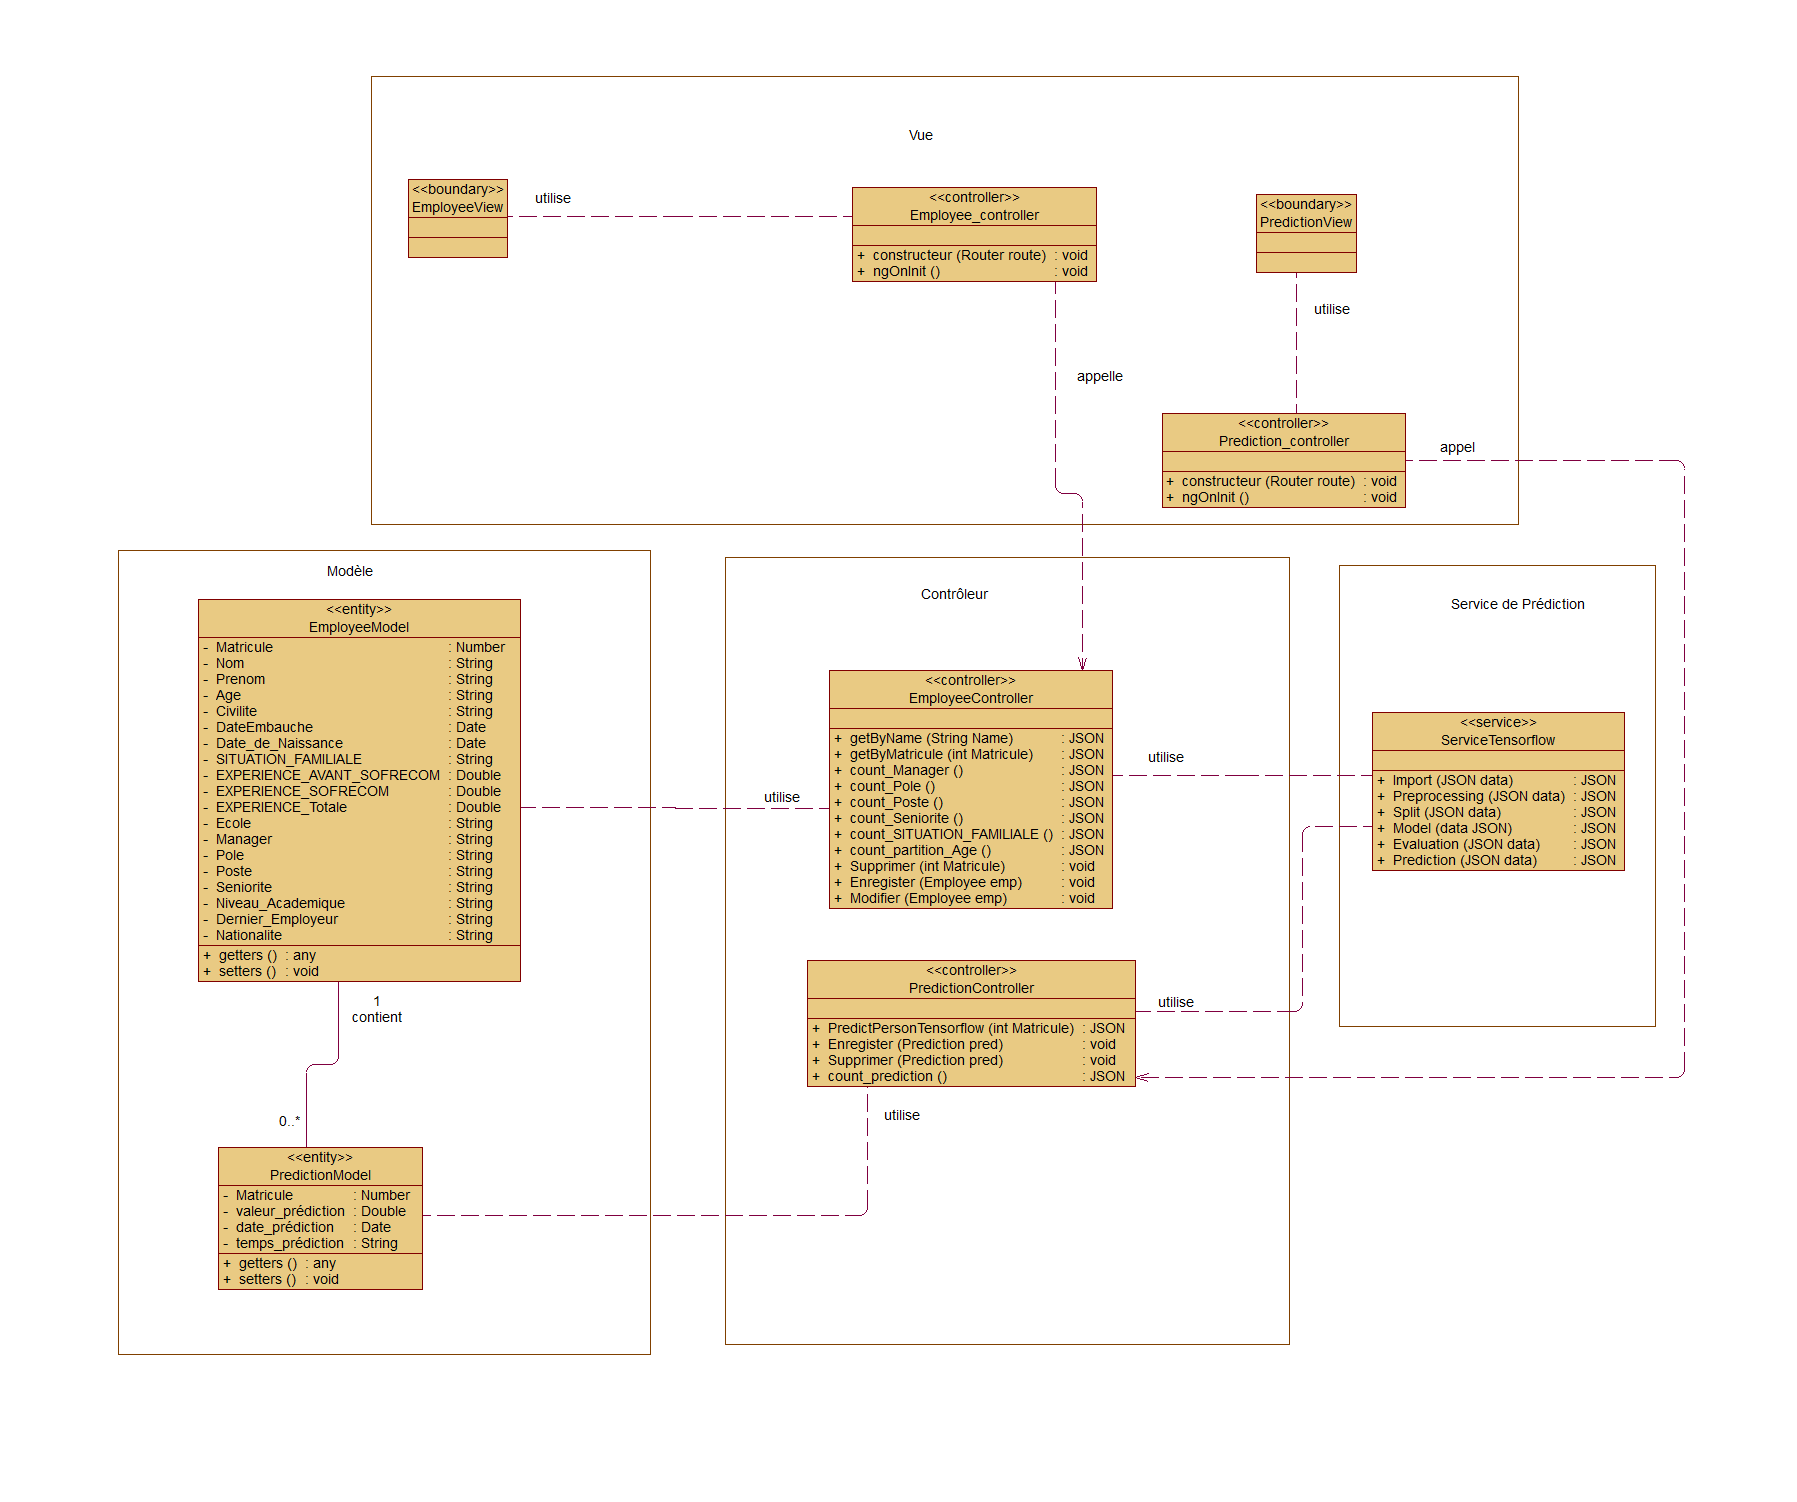 Vue
<<boundary>>
EmployeeView
utilise
<<controller>>
Employee_controller
+ constructeur (Router route) : void
+ ngOnInit () : void
<<boundary>>
PredictionView
utilise
appelle
<<controller>>
Prediction_controller
+ constructeur (Router route) : void
+ ngOnInit () : void
appel
Modèle
<<entity>>
EmployeeModel
- Matricule : Number
- Nom : String
- Prenom : String
- Age : String
- Civilite : String
- DateEmbauche : Date
- Date_de_Naissance : Date
- SITUATION_FAMILIALE : String
- EXPERIENCE_AVANT_SOFRECOM : Double
- EXPERIENCE_SOFRECOM : Double
- EXPERIENCE_Totale : Double
- Ecole : String
- Manager : String
- Pole : String
- Poste : String
- Seniorite : String
- Niveau_Academique : String
- Dernier_Employeur : String
- Nationalite : String
+ getters () : any
+ setters () : void
1
contient
0..*
<<entity>>
PredictionModel
- Matricule : Number
- valeur_prédiction : Double
- date_prédiction : Date
- temps_prédiction : String
+ getters () : any
+ setters () : void
utilise
Contrôleur
<<controller>>
EmployeeController
+ getByName (String Name) : JSON
+ getByMatricule (int Matricule) : JSON
+ count_Manager () : JSON
+ count_Pole () : JSON
+ count_Poste () : JSON
+ count_Seniorite () : JSON
+ count_SITUATION_FAMILIALE () : JSON
+ count_partition_Age () : JSON
+ Supprimer (int Matricule) : void
+ Enregister (Employee emp) : void
+ Modifier (Employee emp) : void
utilise
<<controller>>
PredictionController
+ PredictPersonTensorflow (int Matricule) : JSON
+ Enregister (Prediction pred) : void
+ Supprimer (Prediction pred) : void
+ count_prediction () : JSON
utilise
utilise
Service de Prédiction
<<service>>
ServiceTensorflow
+ Import (JSON data) : JSON
+ Preprocessing (JSON data) : JSON
+ Split (JSON data) : JSON
+ Model (data JSON) : JSON
+ Evaluation (JSON data) : JSON
+ Prediction (JSON data) : JSON